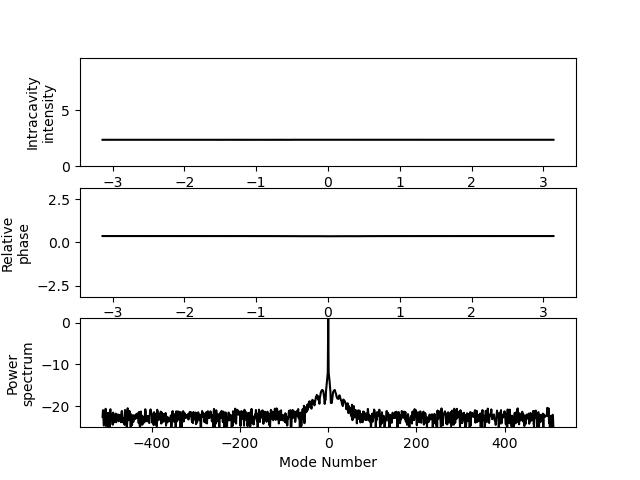 Intracavity
intensity
5
0
−3 −2 −1 0 1 2 3
Relative
phase
2.5
0.0
−2.5
−3 −2 −1 0 1 2 3
Power
spectrum
0
−10
−20
−400 −200 0 200 400
Mode Number